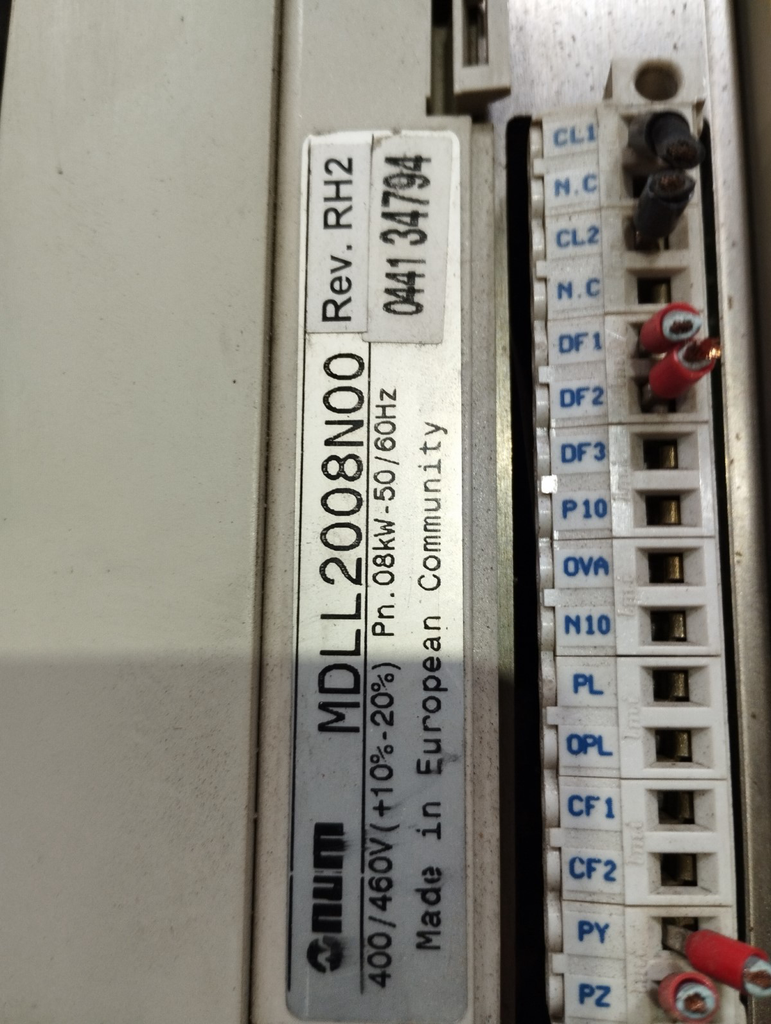 num
MDLL2008N00
Rev. RH2
400/460V(+10%-20%) Pn.08kW-50/60Hz
0441 34794
Made in European Community
CL1
N.C
CL2
N.C
DF1
DF2
DF3
P10
OVA
N10
PL
OPL
CF1
CF2
PY
PZ